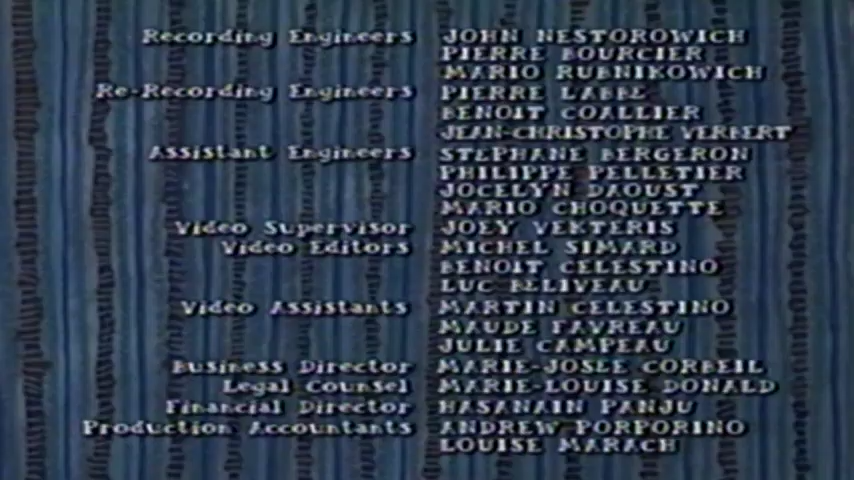 Recording Engineers JOHN NESTOROWICH
PIERRE BOURCIER
MARIO RUBNIKOWICH
Re-Recording Engineers PIERRE LABBE
BENOIT COALLIER
JEAN-CHRISTOPHE VERBERT
Assistant Engineers STEPHANE BERGERON
PHILIPPE PELLETIER
JOCELYN DAOUST
MARIO CHOQUETTE
Video Supervisor JOEY VEKTERIS
Video Editors MICHEL SIMARD
BENOIT CELESTINO
LUC BELIVEAU
Video Assistants MARTIN CELESTINO
MAUDE FAVREAU
JULIE CAMPEAU
Business Director MARIE-JOSEE CORBEIL
Legal Counsel MARIE-LOUISE DONALD
Financial Director HASANAIN PANJU
Production Accountants ANDREW PORPORINO
LOUISE MARACH